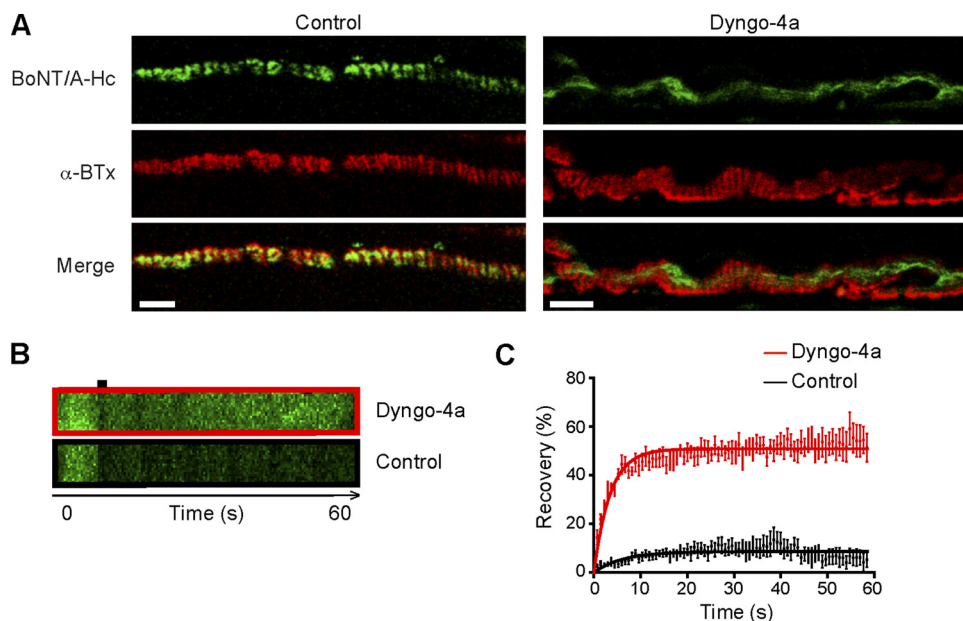 A
Control
Dyngo-4a
BoNT/A-Hc
α-BTx
Merge
B
Dyngo-4a
Control
0
Time (s)
60
C
Dyngo-4a
Control
Recovery (%)
80
60
40
20
0
0 10 20 30 40 50 60
Time (s)